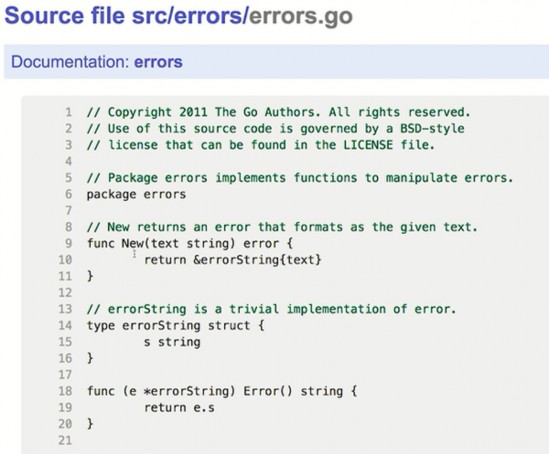 Source file src/errors/errors.go
Documentation: errors
1 // Copyright 2011 The Go Authors. All rights reserved.
2 // Use of this source code is governed by a BSD-style
3 // license that can be found in the LICENSE file.
4
5 // Package errors implements functions to manipulate errors.
6 package errors
7
8 // New returns an error that formats as the given text.
9 func New(text string) error {
10 return &errorString{text}
11 }
12
13 // errorString is a trivial implementation of error.
14 type errorString struct {
15 s string
16 }
17
18 func (e *errorString) Error() string {
19 return e.s
20 }
21